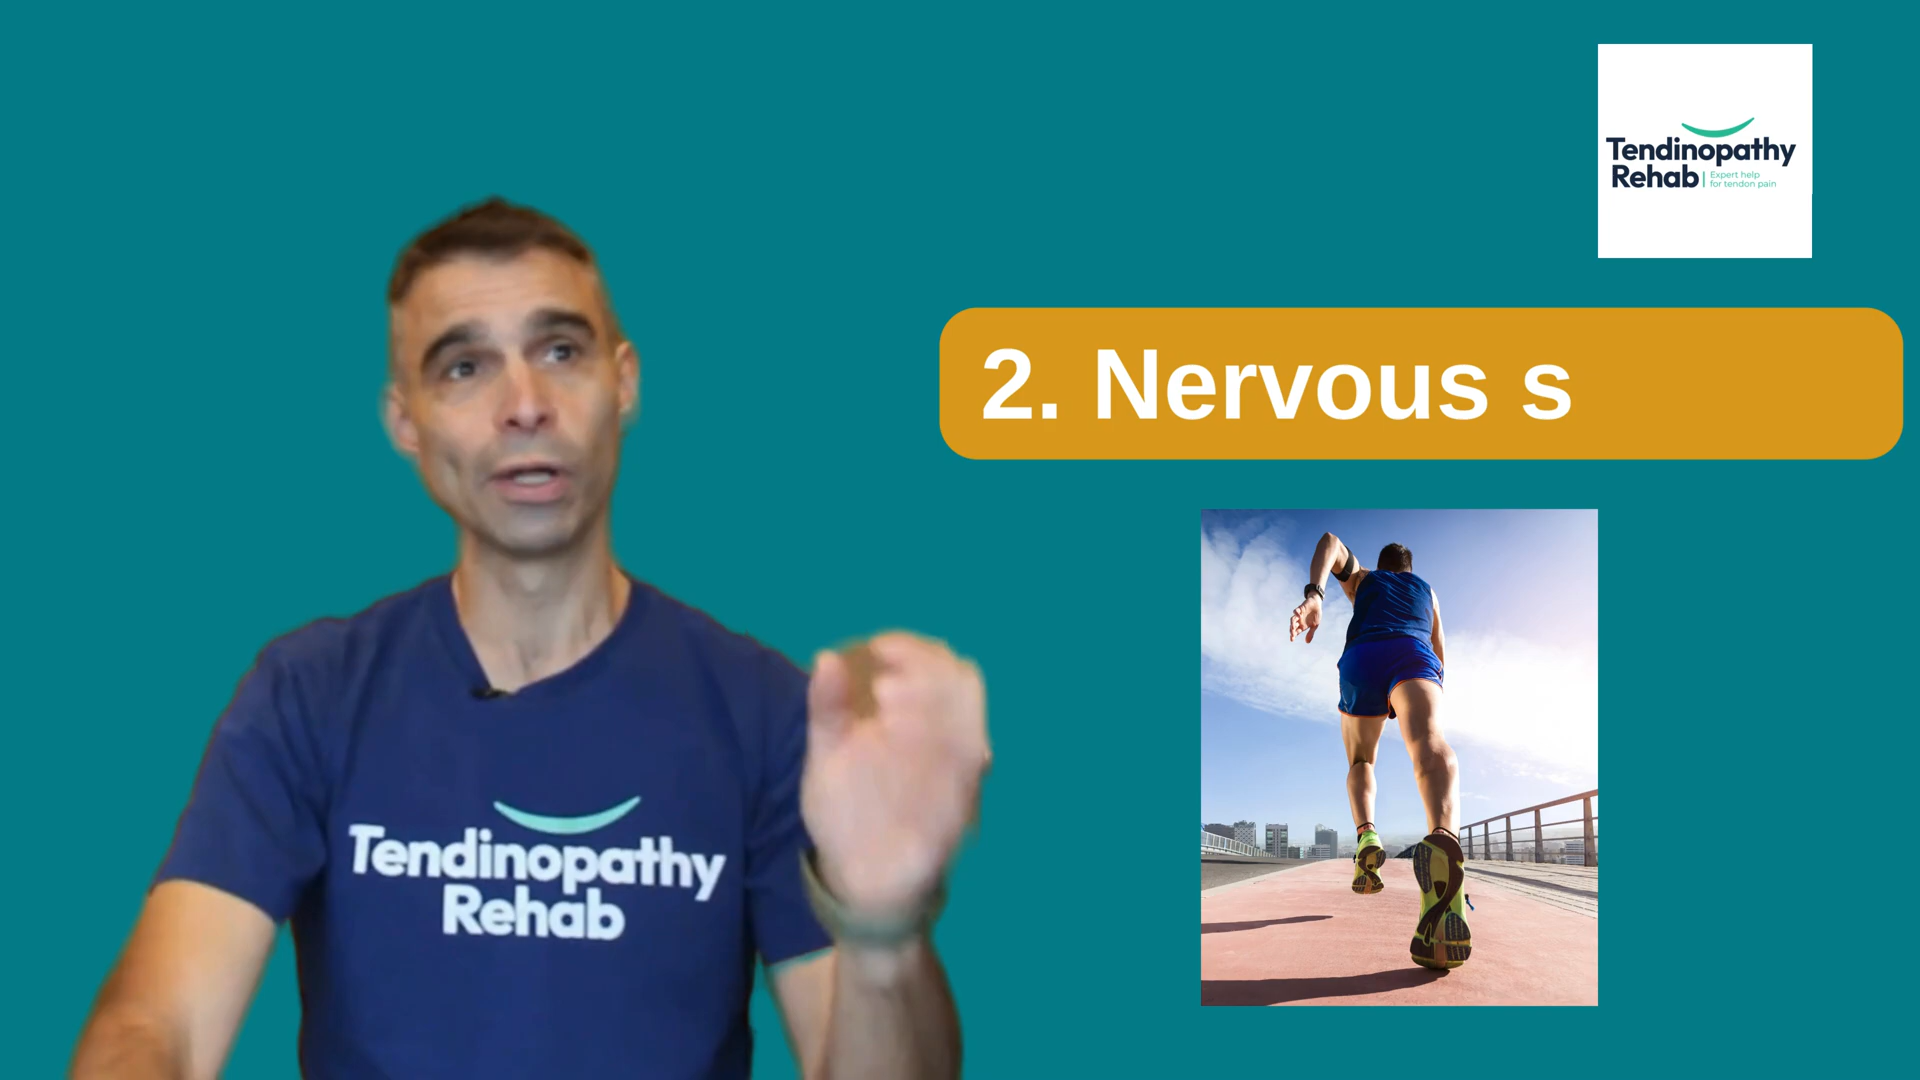 Tendinopathy
Rehab
Expert help
for tendon pain
2. Nervous s
Tendinopathy
Rehab